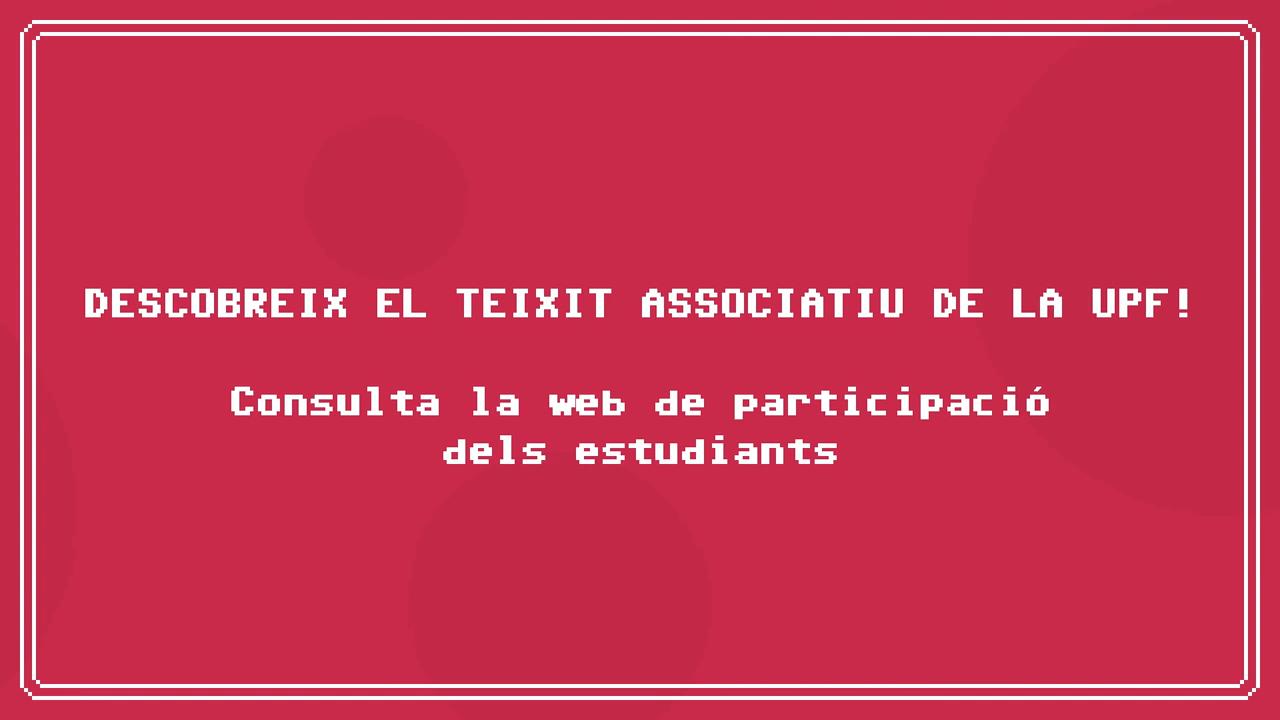 DESCOBREIX EL TEIXIT ASSOCIATIU DE LA UPF!
Consulta la web de participació
dels estudiants